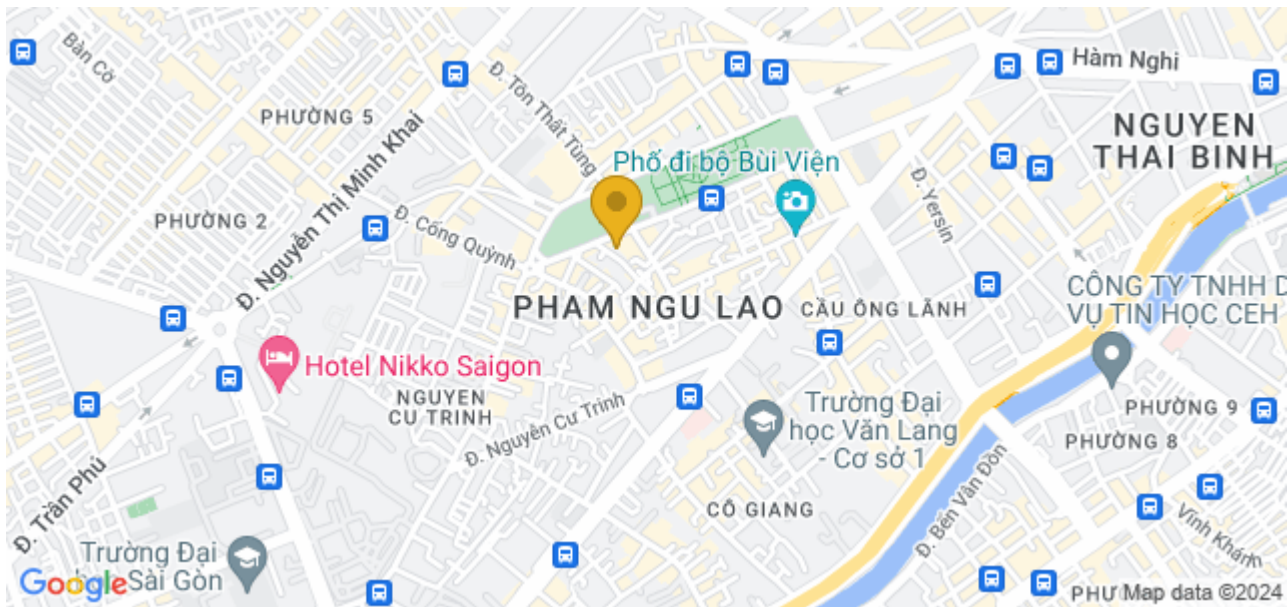 Bàn Cờ
Hàm Nghi
Đ. Tôn Thất Tùng
PHƯỜNG 5
NGUYEN
THAI BINH
Đ. Nguyễn Thị Minh Khai
Phố đi bộ Bùi Viện
Đ. Yersin
PHƯỜNG 2
Đ. Cống Quỳnh
PHAM NGU LAO
CẦU ÔNG LÃNH
CÔNG TY TNHH D
VỤ TIN HỌC CEH
Hotel Nikko Saigon
NGUYEN
CU TRINH
Đ. Nguyễn Cư Trinh
Trường Đại
học Văn Lang
- Cơ sở 1
PHƯỜNG 9
PHƯỜNG 8
Đ. Trần Phú
CÔ GIANG
Đ. Bến Vân Đồn
Vĩnh Khánh
Trường Đại
Sài Gòn
Google
PHƯ
Map data ©2024